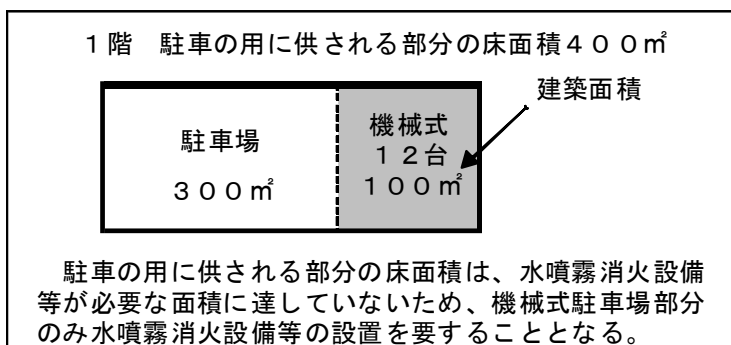 １階　駐車の用に供される部分の床面積４００㎡
建築面積
駐車場
３００㎡
機械式
１２台
１００㎡
　駐車の用に供される部分の床面積は、水噴霧消火設備
等が必要な面積に達していないため、機械式駐車場部分
のみ水噴霧消火設備等の設置を要することとなる。